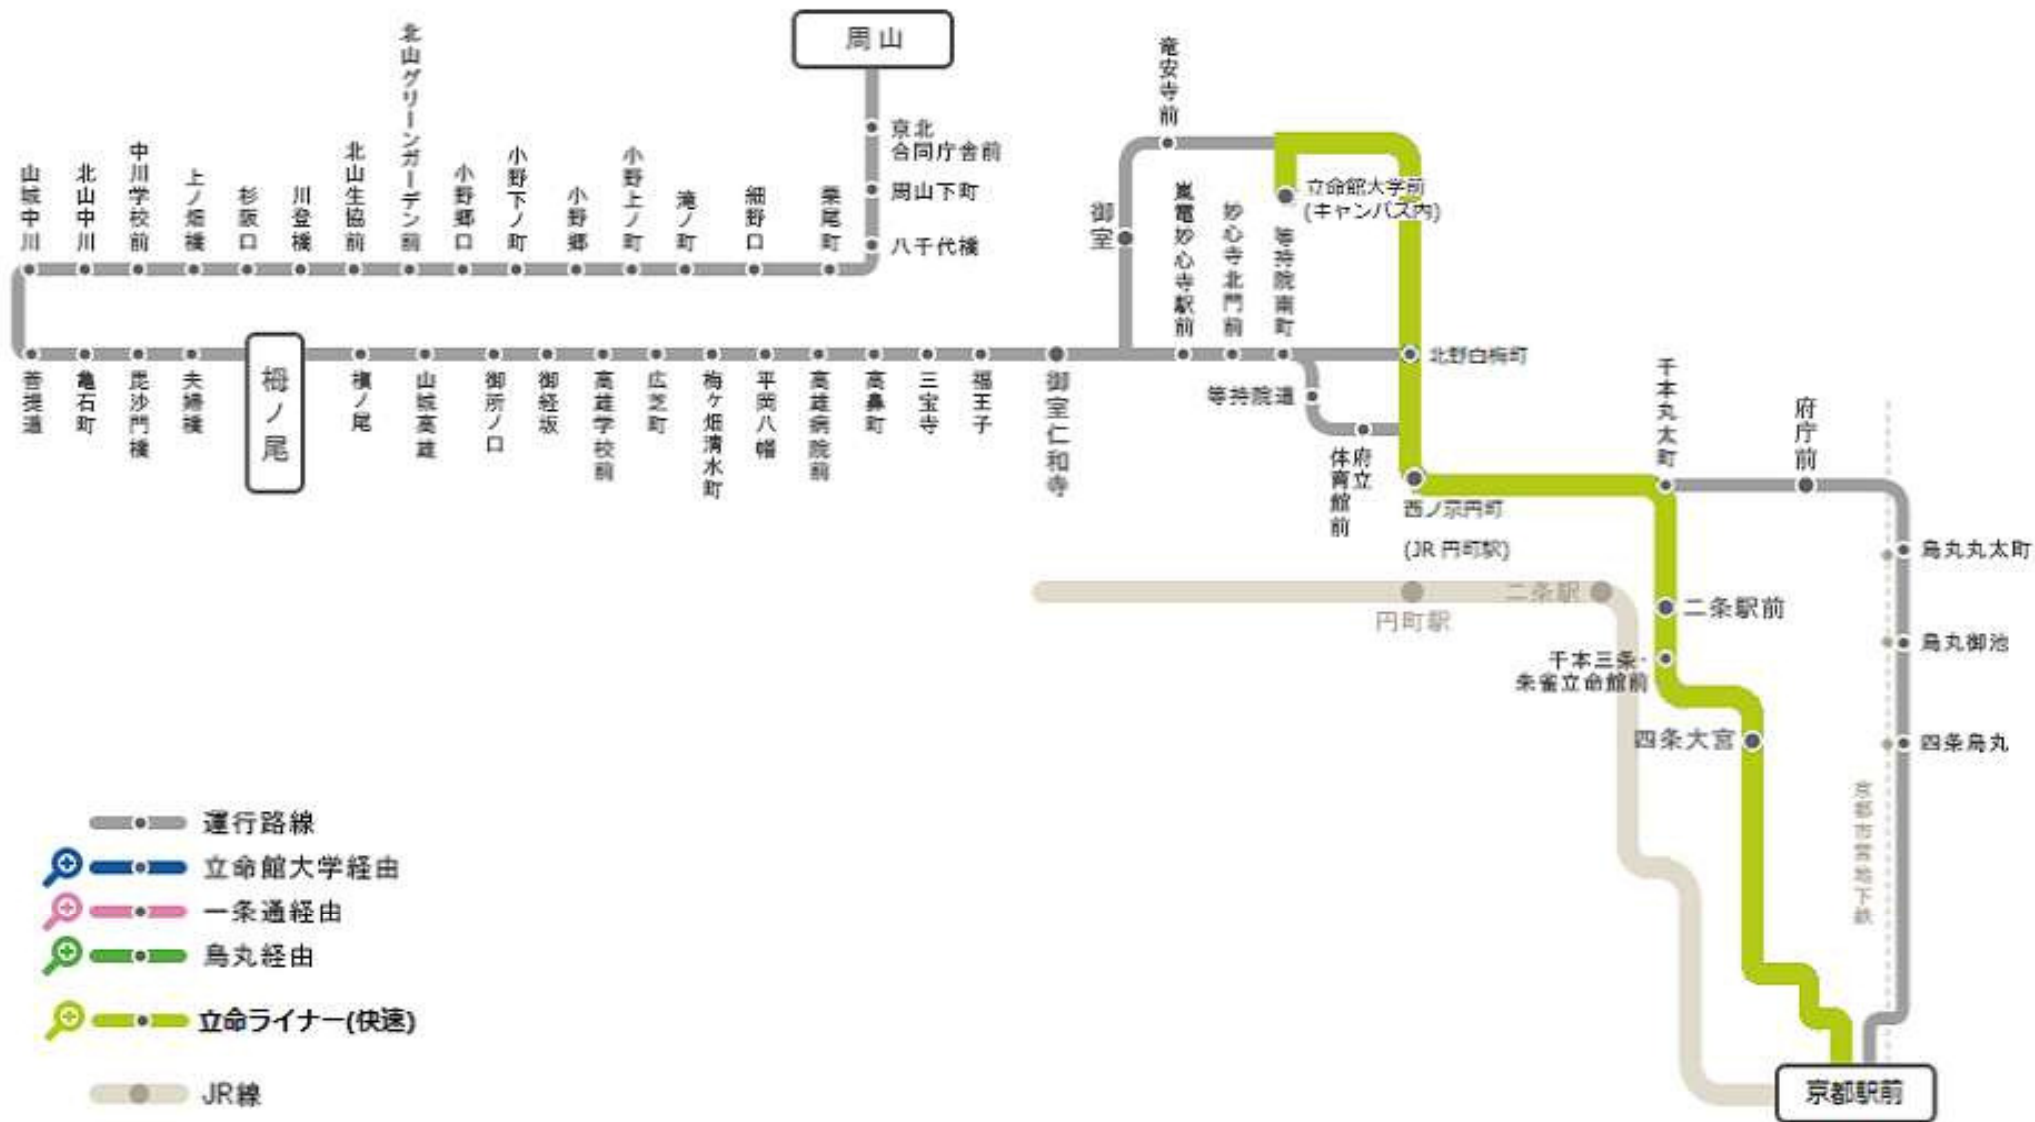 周山
京北
合同庁舎前
周山下町
八千代橋
山城中川
北山中川
中川学校前
上ノ畑橋
杉阪口
川登橋
北山生協前
北山グリーンガーデン前
小野郷口
小野下ノ町
小野郷
小野上ノ町
滝ノ町
細野口
栗尾町
菩提道
亀石町
毘沙門橋
夫婦橋
栂ノ尾
槇ノ尾
山城高雄
御所ノ口
御経坂
高雄学校前
広芝町
梅ケ畑清水町
平岡八幡
高雄病院前
高鼻町
三宝寺
福王子
御室仁和寺
御室
竜安寺前
嵐電妙心寺駅前
妙心寺北門前
等持院南町
立命館大学前
(キャンパス内)
等持院道
府立
体育館前
北野白梅町
西ノ京円町
(JR 円町駅)
千本丸太町
府庁前
烏丸丸太町
烏丸御池
四条烏丸
京都市営地下鉄
円町駅
二条駅
二条駅前
千本三条・
朱雀立命館前
四条大宮
京都駅前
運行路線
立命館大学経由
一条通経由
烏丸経由
立命ライナー(快速)
JR線